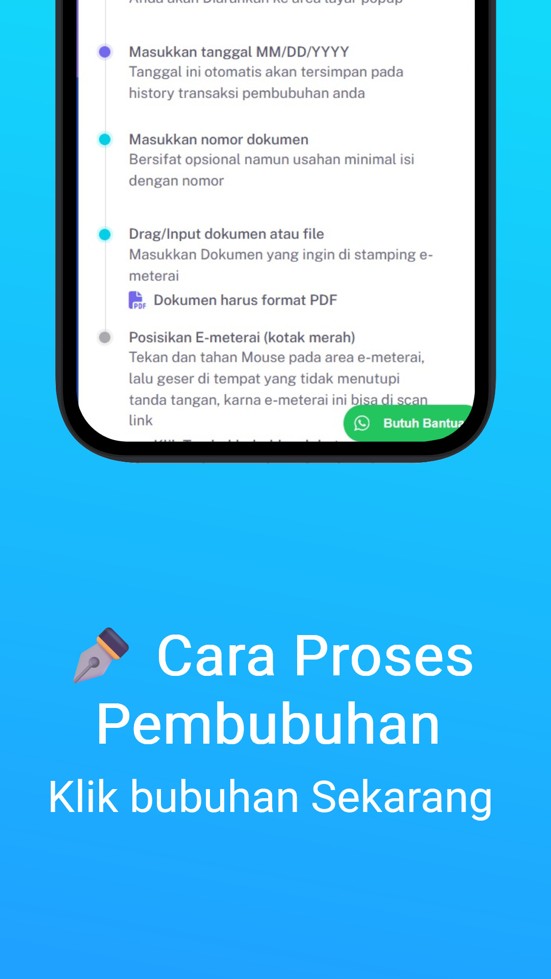 Masukkan tanggal MM/DD/YYYY
Tanggal ini otomatis akan tersimpan pada
history transaksi pembubuhan anda
Masukkan nomor dokumen
Bersifat opsional namun usahan minimal isi
dengan nomor
Drag/Input dokumen atau file
Masukkan Dokumen yang ingin di stamping e-
meterai
PDF Dokumen harus format PDF
Posisikan E-meterai (kotak merah)
Tekan dan tahan Mouse pada area e-meterai,
lalu geser di tempat yang tidak menutupi
tanda tangan, karna e-meterai ini bisa di scan
link
Butuh Bantua
Cara Proses
Pembubuhan
Klik bubuhan Sekarang